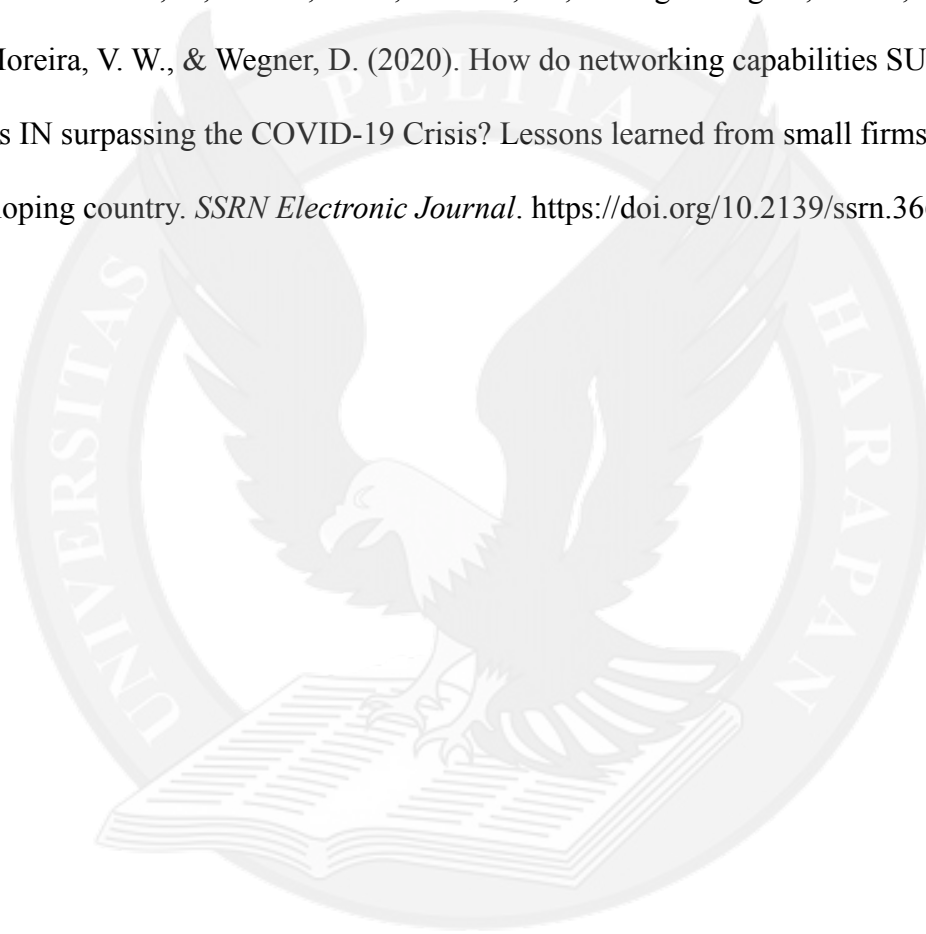 Moreira, V. W., & Wegner, D. (2020). How do networking capabilities SU
s IN surpassing the COVID-19 Crisis? Lessons learned from small firms
loping country. SSRN Electronic Journal. https://doi.org/10.2139/ssrn.36
UNIVERSITAS PELITA HARAPAN